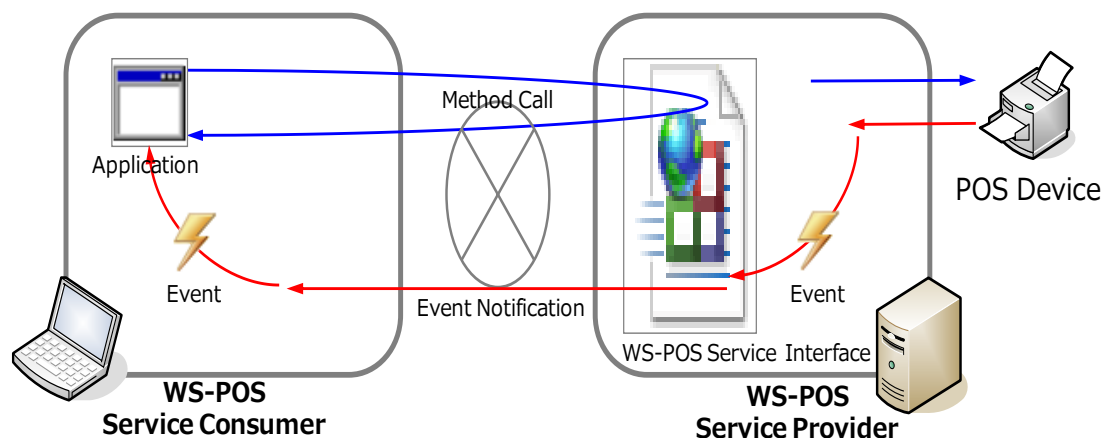 Method Call
Application
POS Device
Event
Event Notification
Event
WS-POS Service Interface
WS-POS
Service Consumer
WS-POS
Service Provider